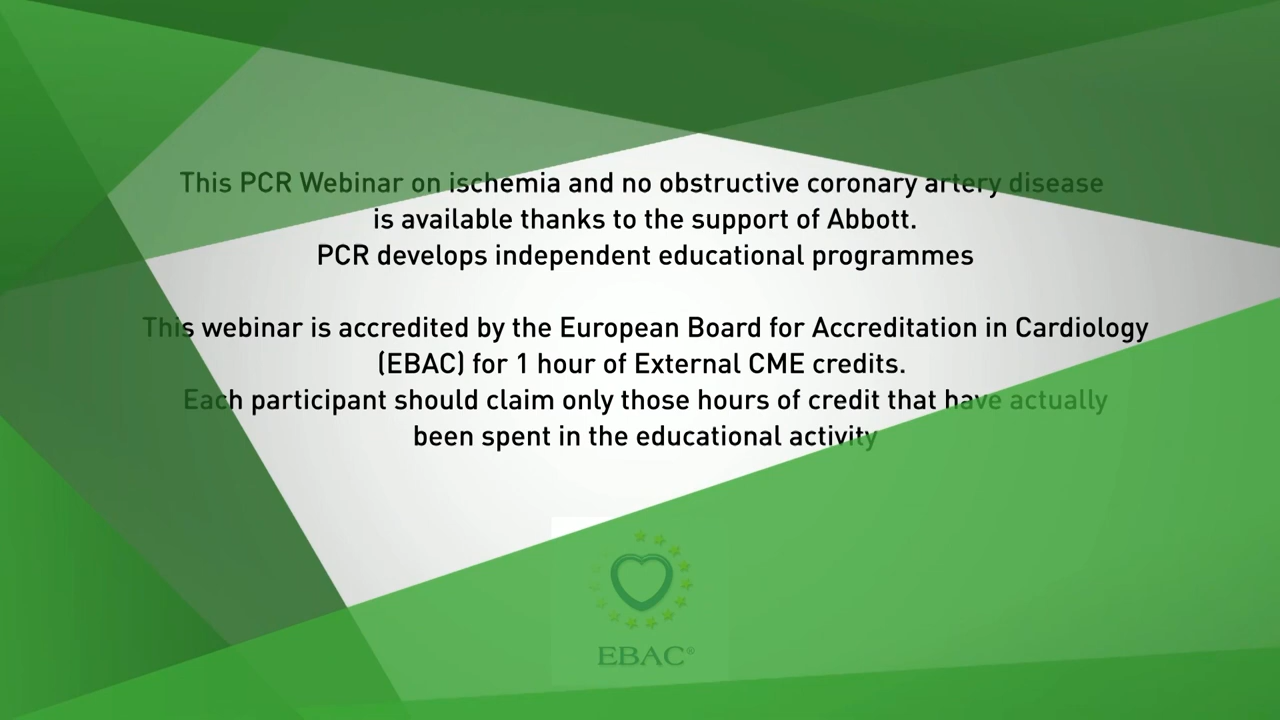 This PCR Webinar on ischemia and no obstructive coronary artery disease
is available thanks to the support of Abbott.
PCR develops independent educational programmes
This webinar is accredited by the European Board for Accreditation in Cardiology
(EBAC) for 1 hour of External CME credits.
Each participant should claim only those hours of credit that have actually
been spent in the educational activity
EBAC®